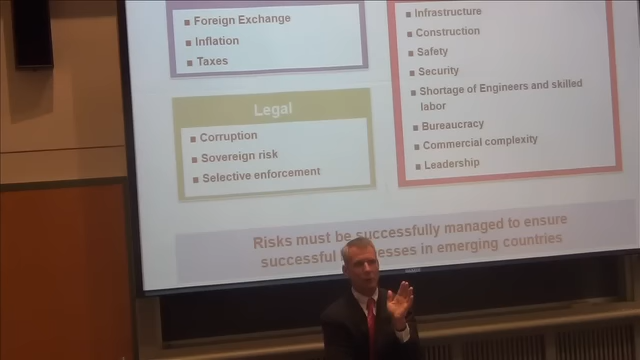 Foreign Exchange
Inflation
Taxes
Legal
Corruption
Sovereign risk
Selective enforcement
Infrastructure
Construction
Safety
Security
Shortage of Engineers and skilled
labor
Bureaucracy
Commercial complexity
Leadership
Risks must be successfully managed to ensure
successful esses in emerging countries